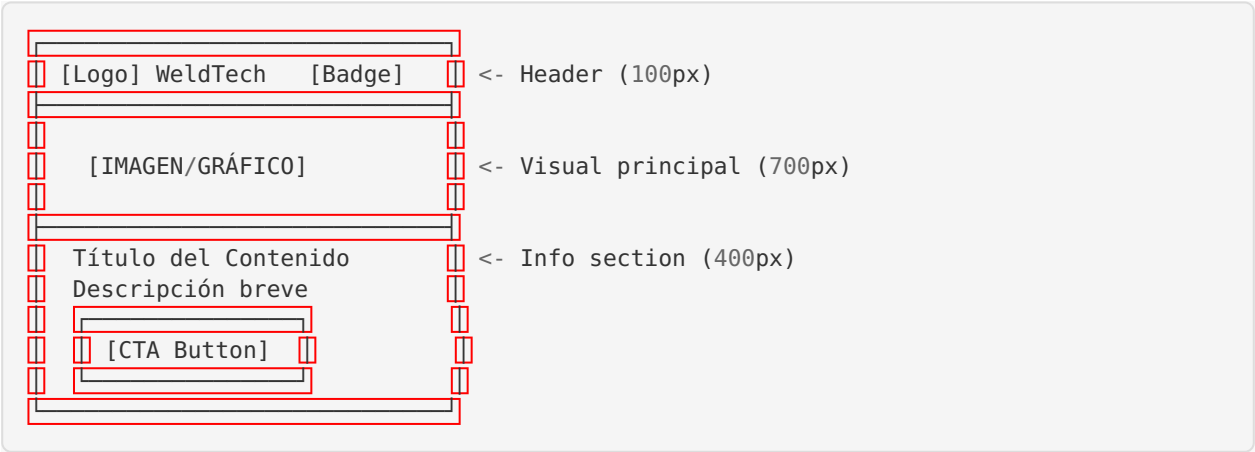 [Logo] WeldTech [Badge] <- Header (100px)
[IMAGEN/GRÁFICO] <- Visual principal (700px)
Título del Contenido <- Info section (400px)
Descripción breve
[CTA Button]